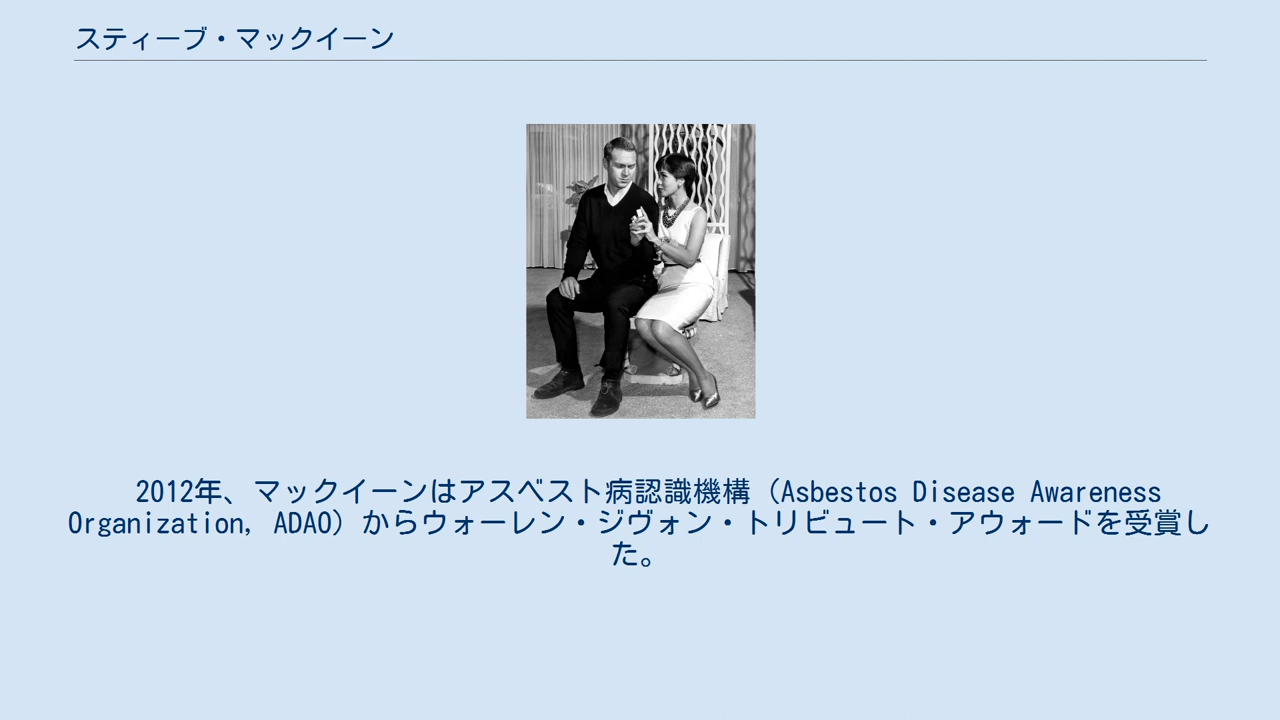 スティーブ・マックイーン
2012年、マックイーンはアスベスト病認識機構（Asbestos Disease Awareness
Organization, ADAO）からウォーレン・ジヴォン・トリビュート・アウォードを受賞し
た。